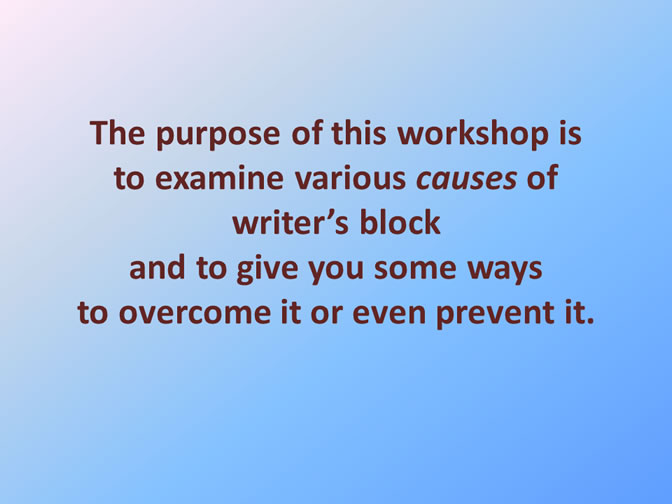 The purpose of this workshop is
to examine various causes of
writer’s block
and to give you some ways
to overcome it or even prevent it.